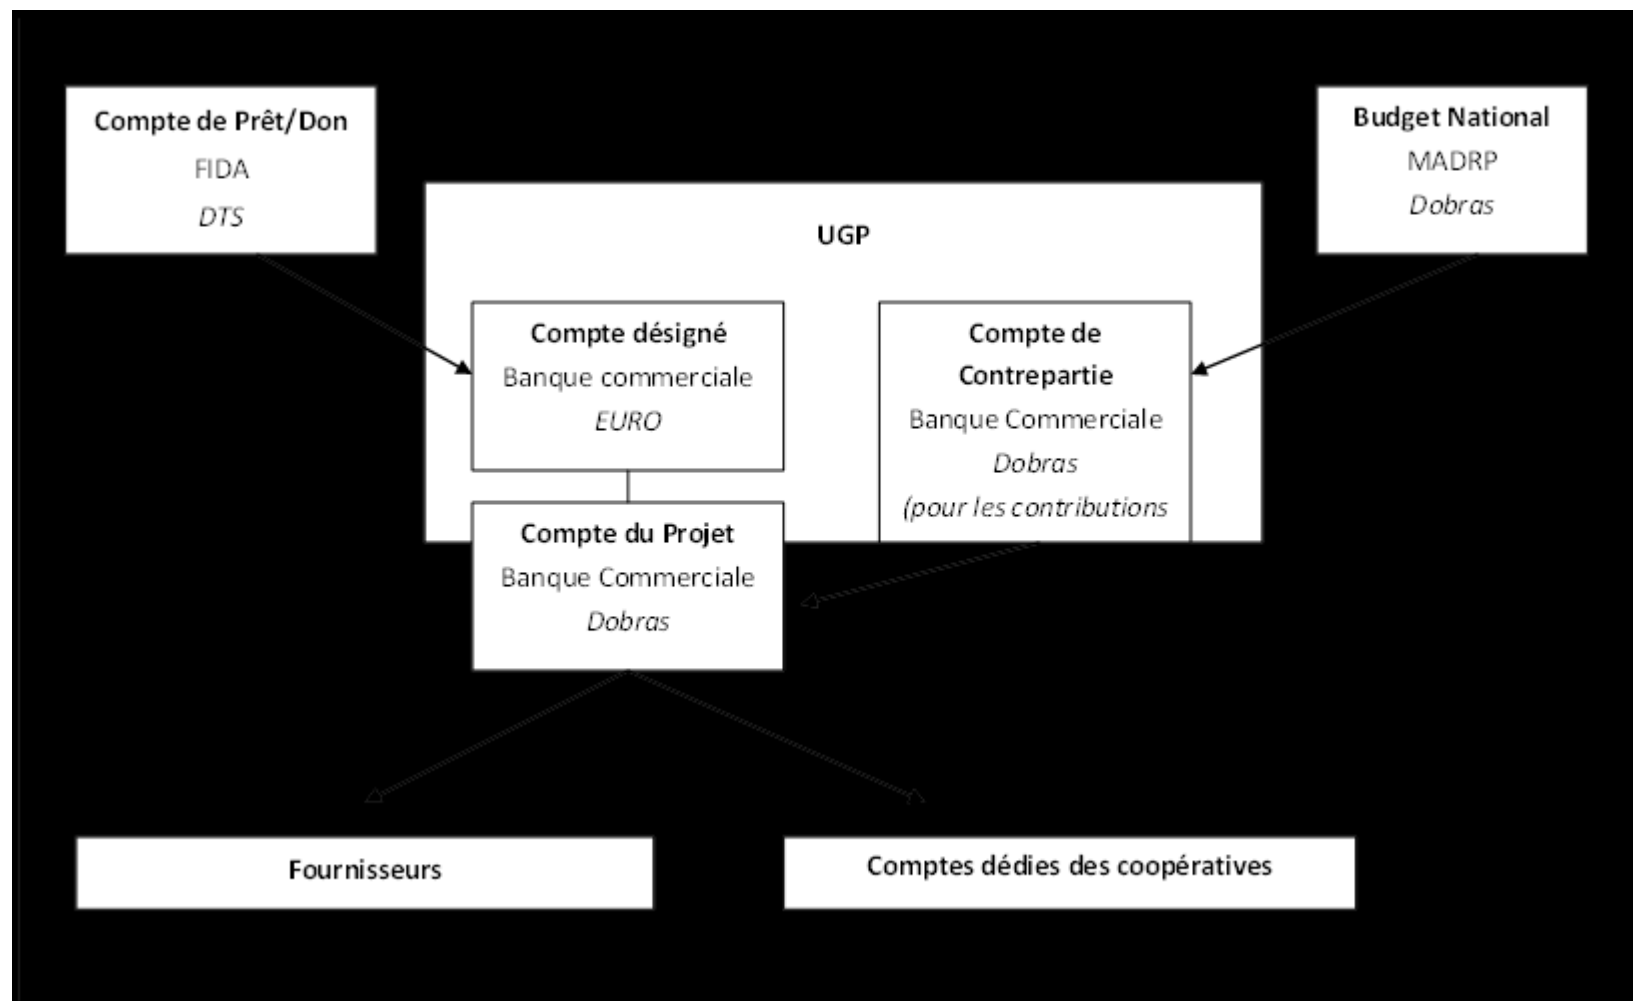 Compte de Prêt/Don
FIDA
DTS
Budget National
MADRP
Dobras
UGP
Compte désigné
Banque commerciale
EURO
Compte de
Contrepartie
Banque Commerciale
Dobras
(pour les contributions
Compte du Projet
Banque Commerciale
Dobras
Fournisseurs
Comptes dédies des coopératives